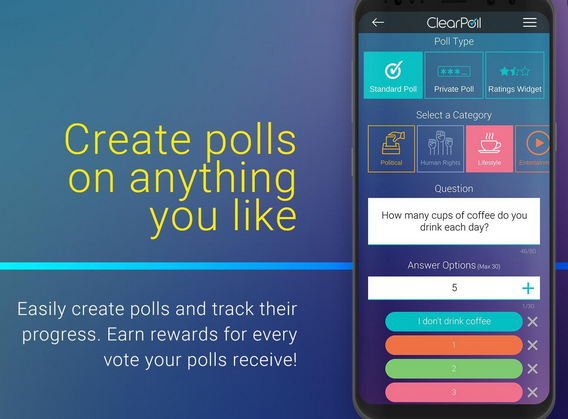 Create polls
on anything
you like
Easily create polls and track their
progress. Earn rewards for every
vote your polls receive!
ClearPoll
Poll Type
***_
Standard Poll
Private Poll
Ratings Widget
Select a Category
Political
Human Rights
Lifestyle
Entertainm
Question
How many cups of coffee do you
drink each day?
46/80
Answer Options (Max 30)
5
1/30
I don't drink coffee
1
2
3